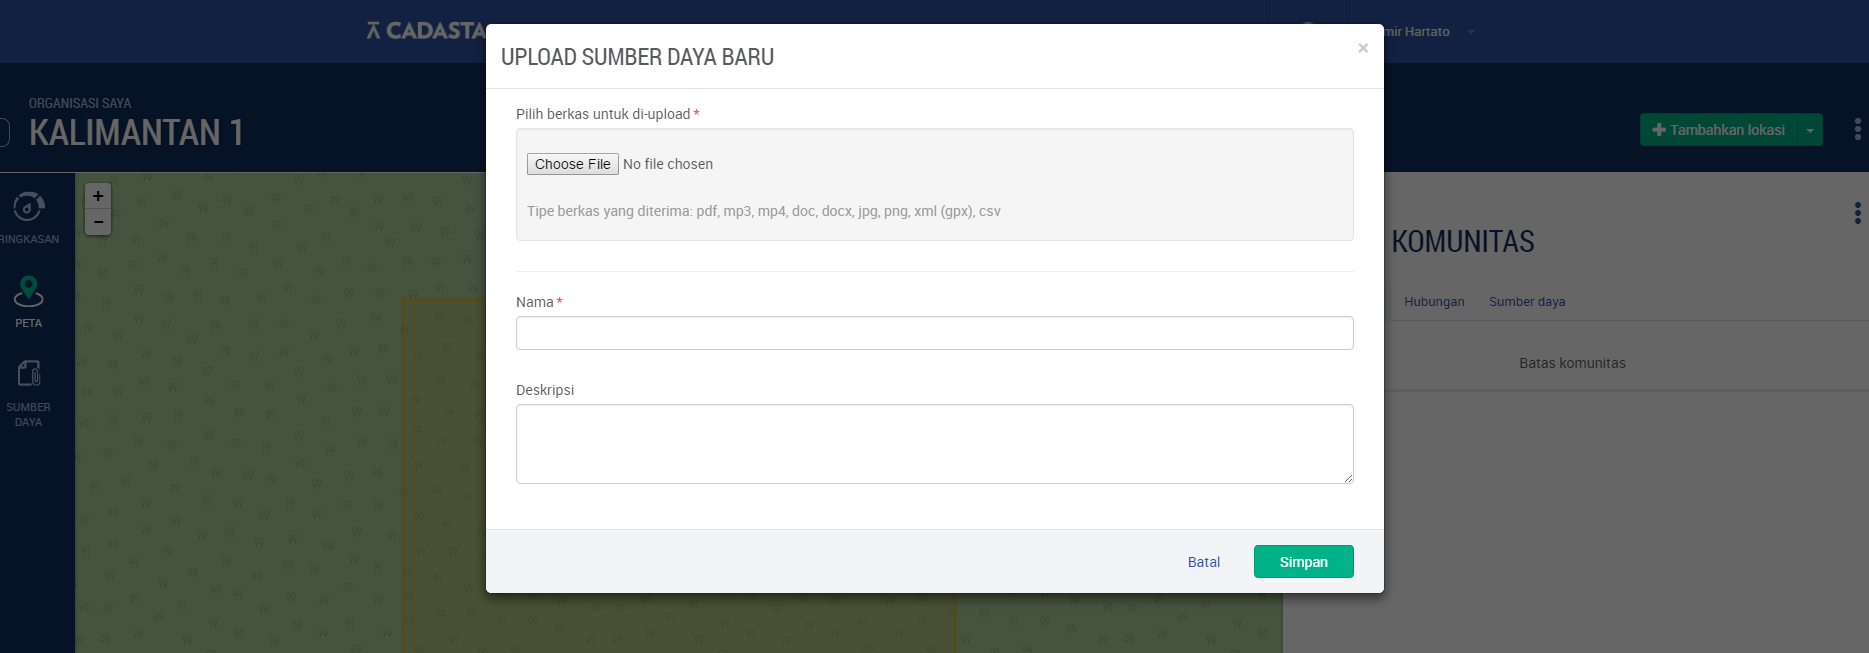 CADASTA
mir Hartato
UPLOAD SUMBER DAYA BARU
×
ORGANISASI SAYA
KALIMANTAN 1
+ Tambahkan lokasi
Pilih berkas untuk di-upload *
Choose File No file chosen
Tipe berkas yang diterima: pdf, mp3, mp4, doc, docx, jpg, png, xml (gpx), csv
+
−
RINGKASAN
PETA
SUMBER
DAYA
KOMUNITAS
Hubungan Sumber daya
Batas komunitas
Nama *
Deskripsi
Batal Simpan